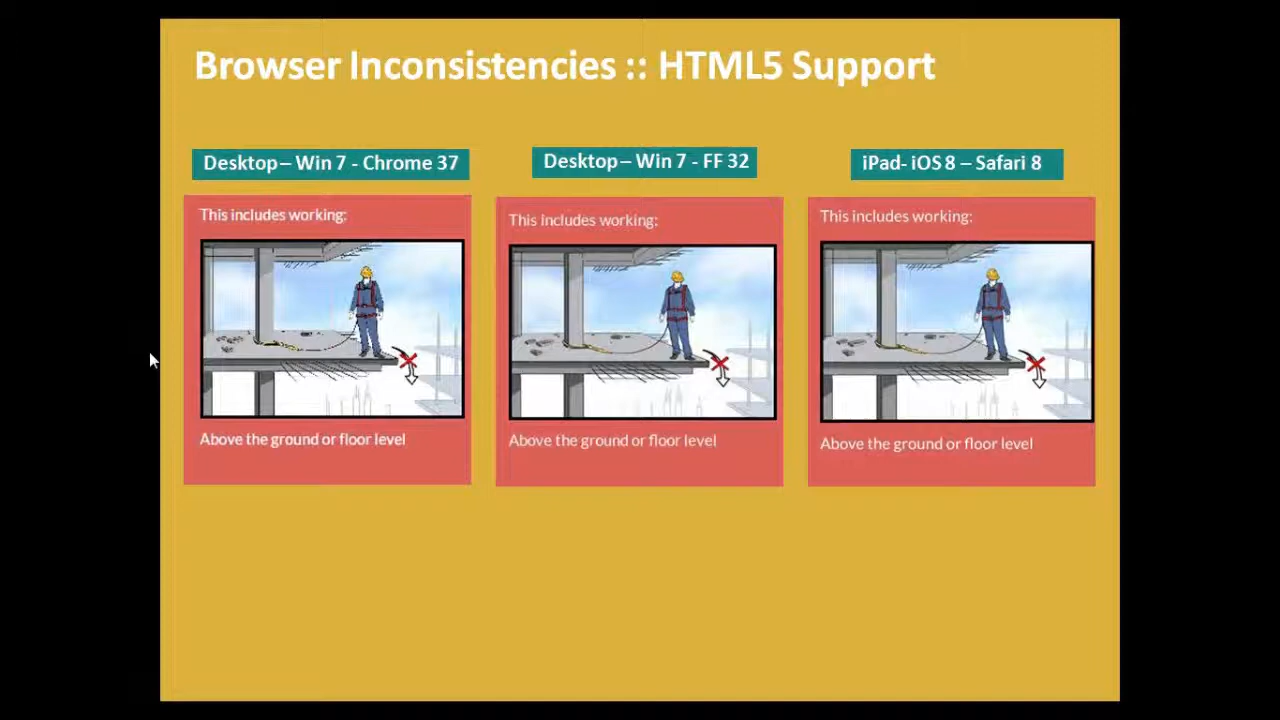 Browser Inconsistencies :: HTML5 Support
Desktop – Win 7 - Chrome 37
Desktop – Win 7 - FF 32
iPad- iOS 8 – Safari 8
This includes working:
This includes working:
This includes working:
Above the ground or floor level
Above the ground or floor level
Above the ground or floor level